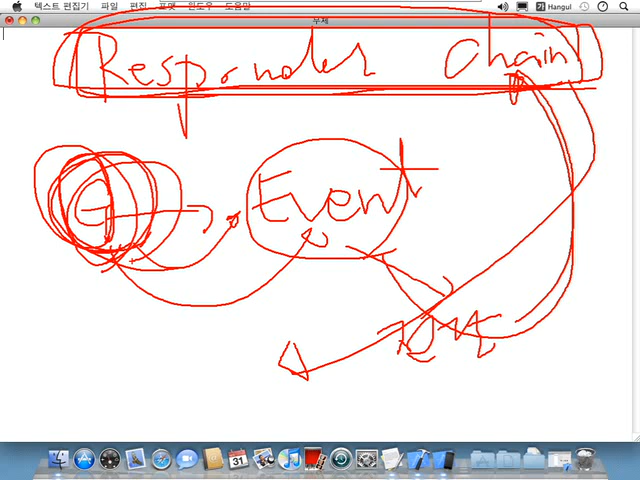 텍스트 편집기 파일 편집 포맷 윈도우 도움말 Hangul
무제
Responder Chain
Event
31